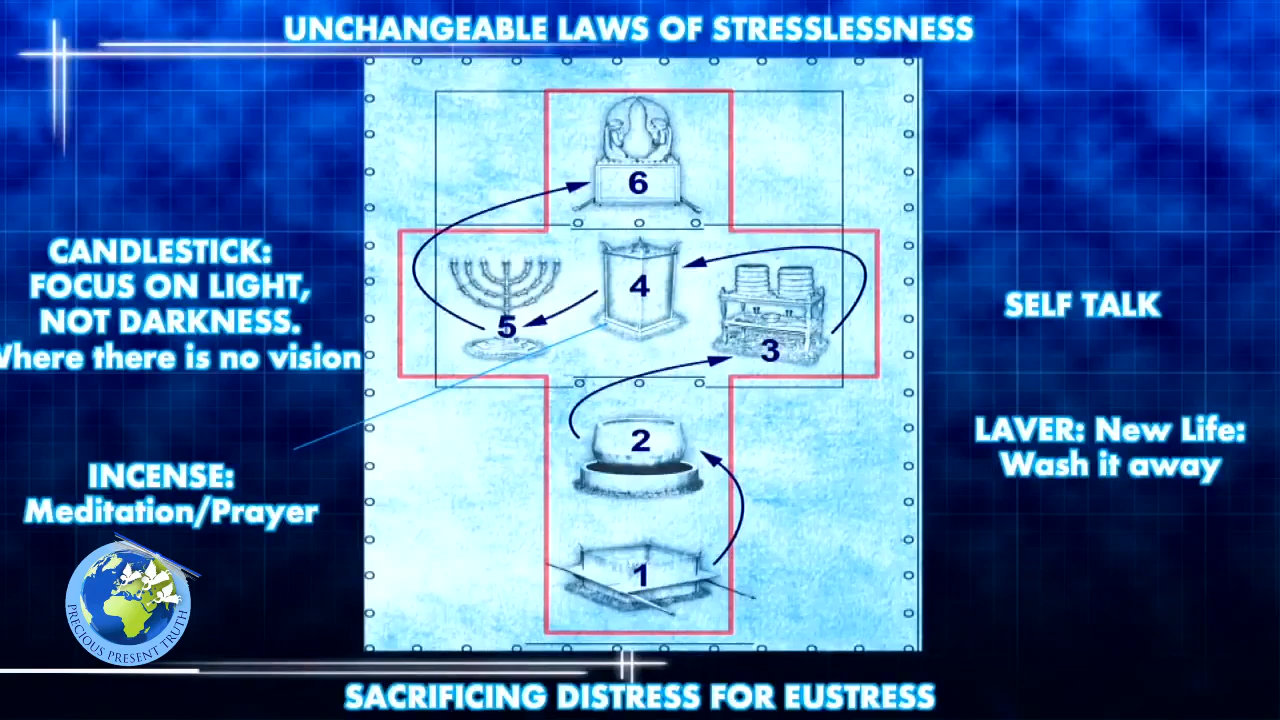 UNCHANGEABLE LAWS OF STRESSLESSNESS
6
CANDLESTICK:
FOCUS ON LIGHT,
NOT DARKNESS.
Where there is no vision
4
5
3
SELF TALK
2
LAVER: New Life:
Wash it away
INCENSE:
Meditation/Prayer
1
PRECIOUS PRESENT TRUTH
SACRIFICING DISTRESS FOR EUSTRESS